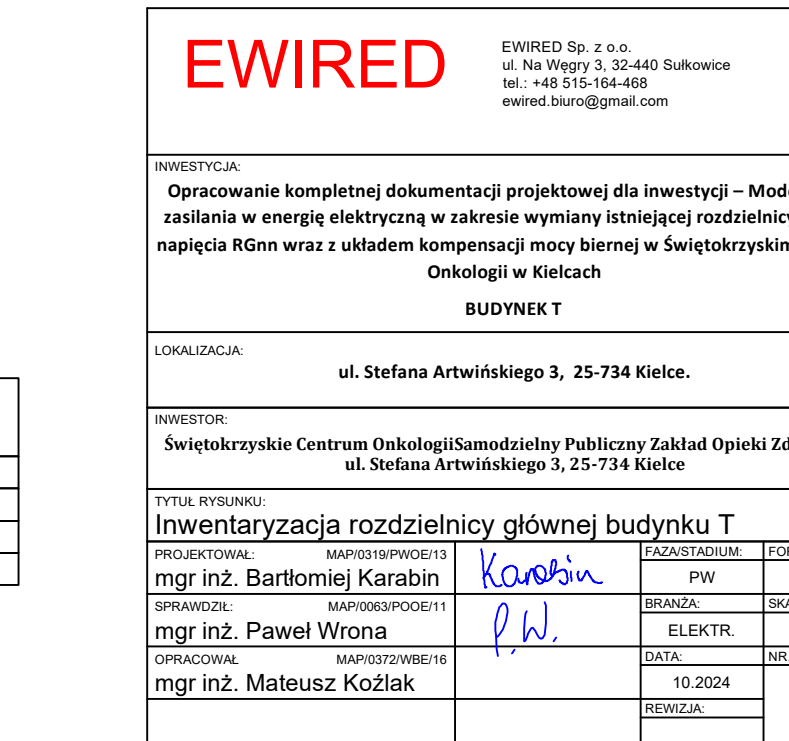 EWIRED
EWIRED Sp. z o.o.
ul. Na Węgry 3, 32-440 Sułkowice
tel.: +48 515-164-468
ewired.biuro@gmail.com
INWESTYCJA:
Opracowanie kompletnej dokumentacji projektowej dla inwestycji – Mod
zasilania w energię elektryczną w zakresie wymiany istniejącej rozdzielnicy
napięcia RGnn wraz z układem kompensacji mocy biernej w Świętokrzyskim
Onkologii w Kielcach
BUDYNEK T
LOKALIZACJA:
ul. Stefana Artwińskiego 3, 25-734 Kielce.
INWESTOR:
Świętokrzyskie Centrum OnkologiiSamodzielny Publiczny Zakład Opieki Zd
ul. Stefana Artwińskiego 3, 25-734 Kielce
TYTUŁ RYSUNKU:
Inwentaryzacja rozdzielnicy głównej budynku T
PROJEKTOWAŁ: MAP/0319/PWOE/13
mgr inż. Bartłomiej Karabin
Karabin
FAZA/STADIUM:
PW
FO
SPRAWDZIŁ: MAP/0063/POOE/11
mgr inż. Paweł Wrona
P.W.
BRANŻA:
ELEKTR.
SKA
OPRACOWAŁ MAP/0372/WBE/16
mgr inż. Mateusz Koźlak
DATA:
10.2024
NR.
REWIZJA: